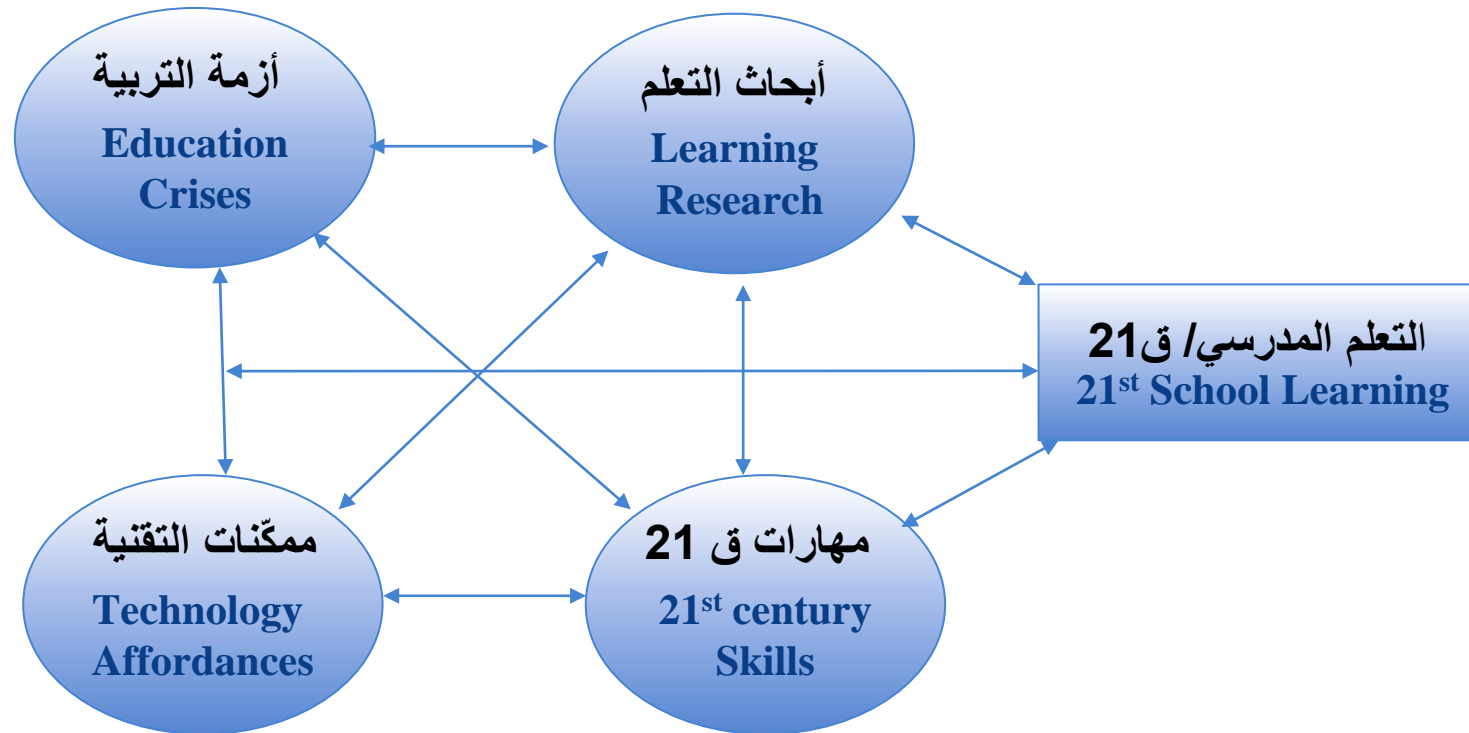 أزمة التربية
Education
Crises
أبحاث التعلم
Learning
Research
التعلم المدرسي/ ق21
21st School Learning
ممكّنات التقنية
Technology
Affordances
مهارات ق 21
21st century
Skills